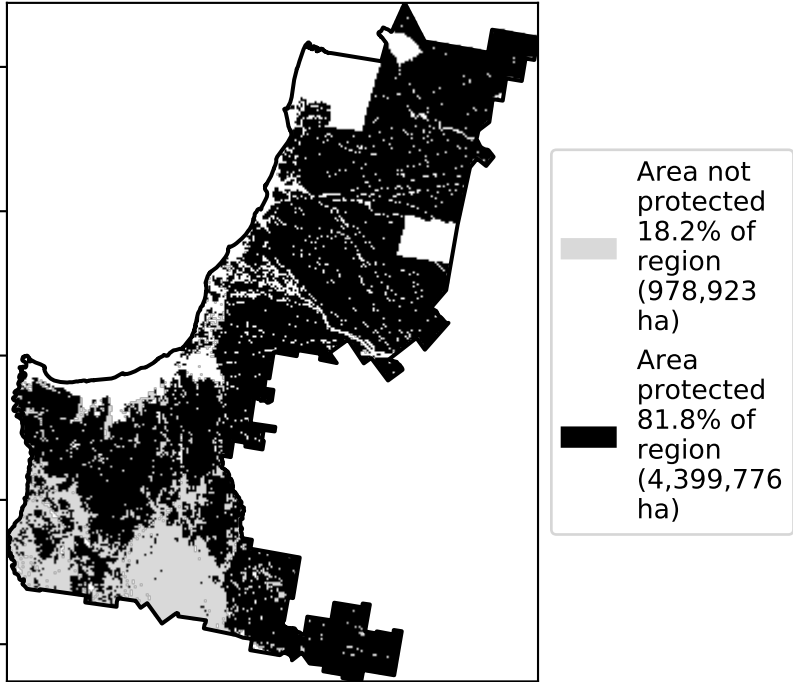 Area not
protected
18.2% of
region
(978,923
ha)
Area
protected
81.8% of
region
(4,399,776
ha)